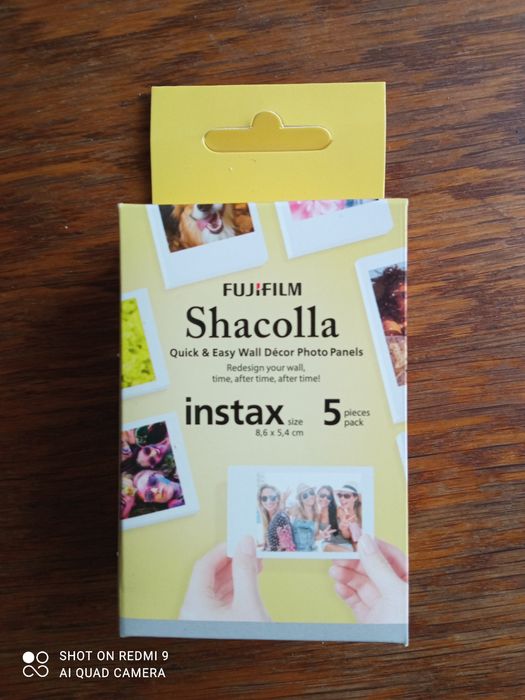 FUJIFILM
Shacolla
Quick & Easy Wall Décor Photo Panels
Redesign your wall,
time, after time, after time!
instax size 5 pieces
8,6 x 5,4 cm pack
SHOT ON REDMI 9
AI QUAD CAMERA